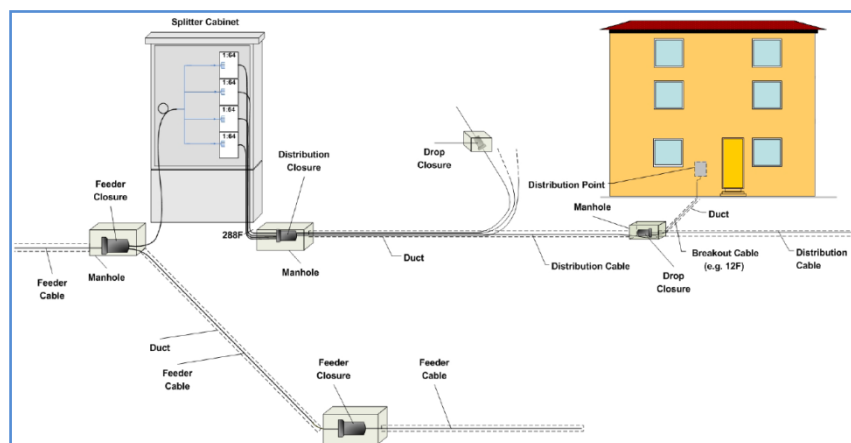 Splitter Cabinet
1:64
1:64
1:64
1:64
Feeder
Closure
Distribution
Closure
Drop
Closure
Distribution Point
Manhole
Duct
288F
Feeder
Cable
Manhole
Manhole
Duct
Distribution Cable
Breakout Cable
(e.g. 12F)
Drop
Closure
Distribution
Cable
Duct
Feeder
Cable
Feeder
Closure
Feeder
Cable